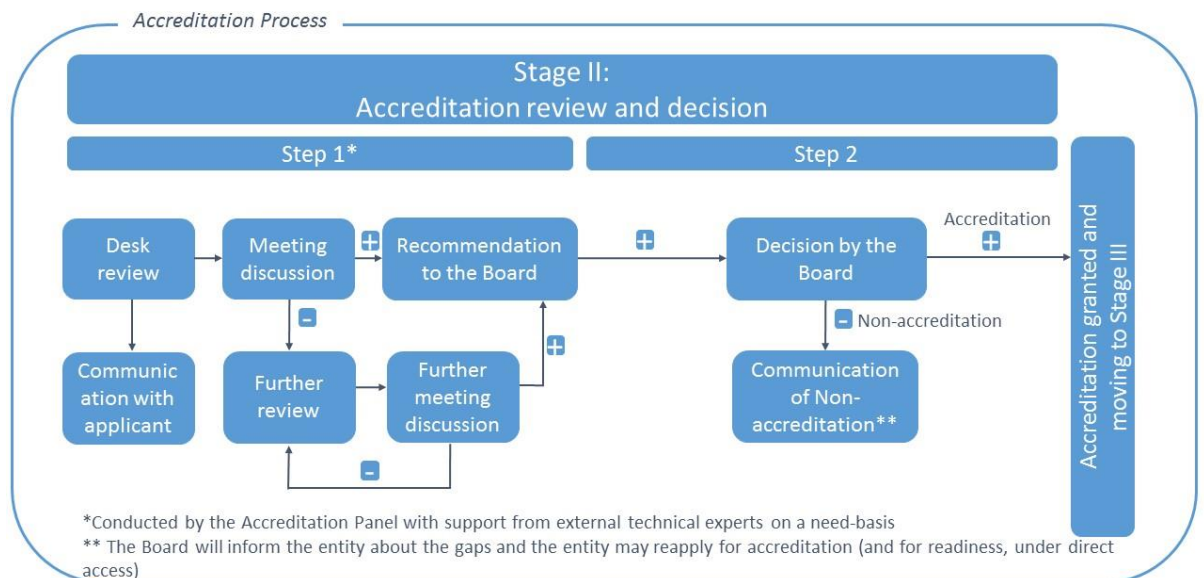 Accreditation Process
Stage II:
Accreditation review and decision
Step 1*
Step 2
Desk
review
Meeting
discussion
+
Recommendation
to the Board
+
Decision by the
Board
Accreditation
+
-
- Non-accreditation
+
Communic
ation with
applicant
Further
review
Further
meeting
discussion
Communication
of Non-
accreditation**
-
Accreditation granted and
moving to Stage III
*Conducted by the Accreditation Panel with support from external technical experts on a need-basis
** The Board will inform the entity about the gaps and the entity may reapply for accreditation (and for readiness, under direct
access)